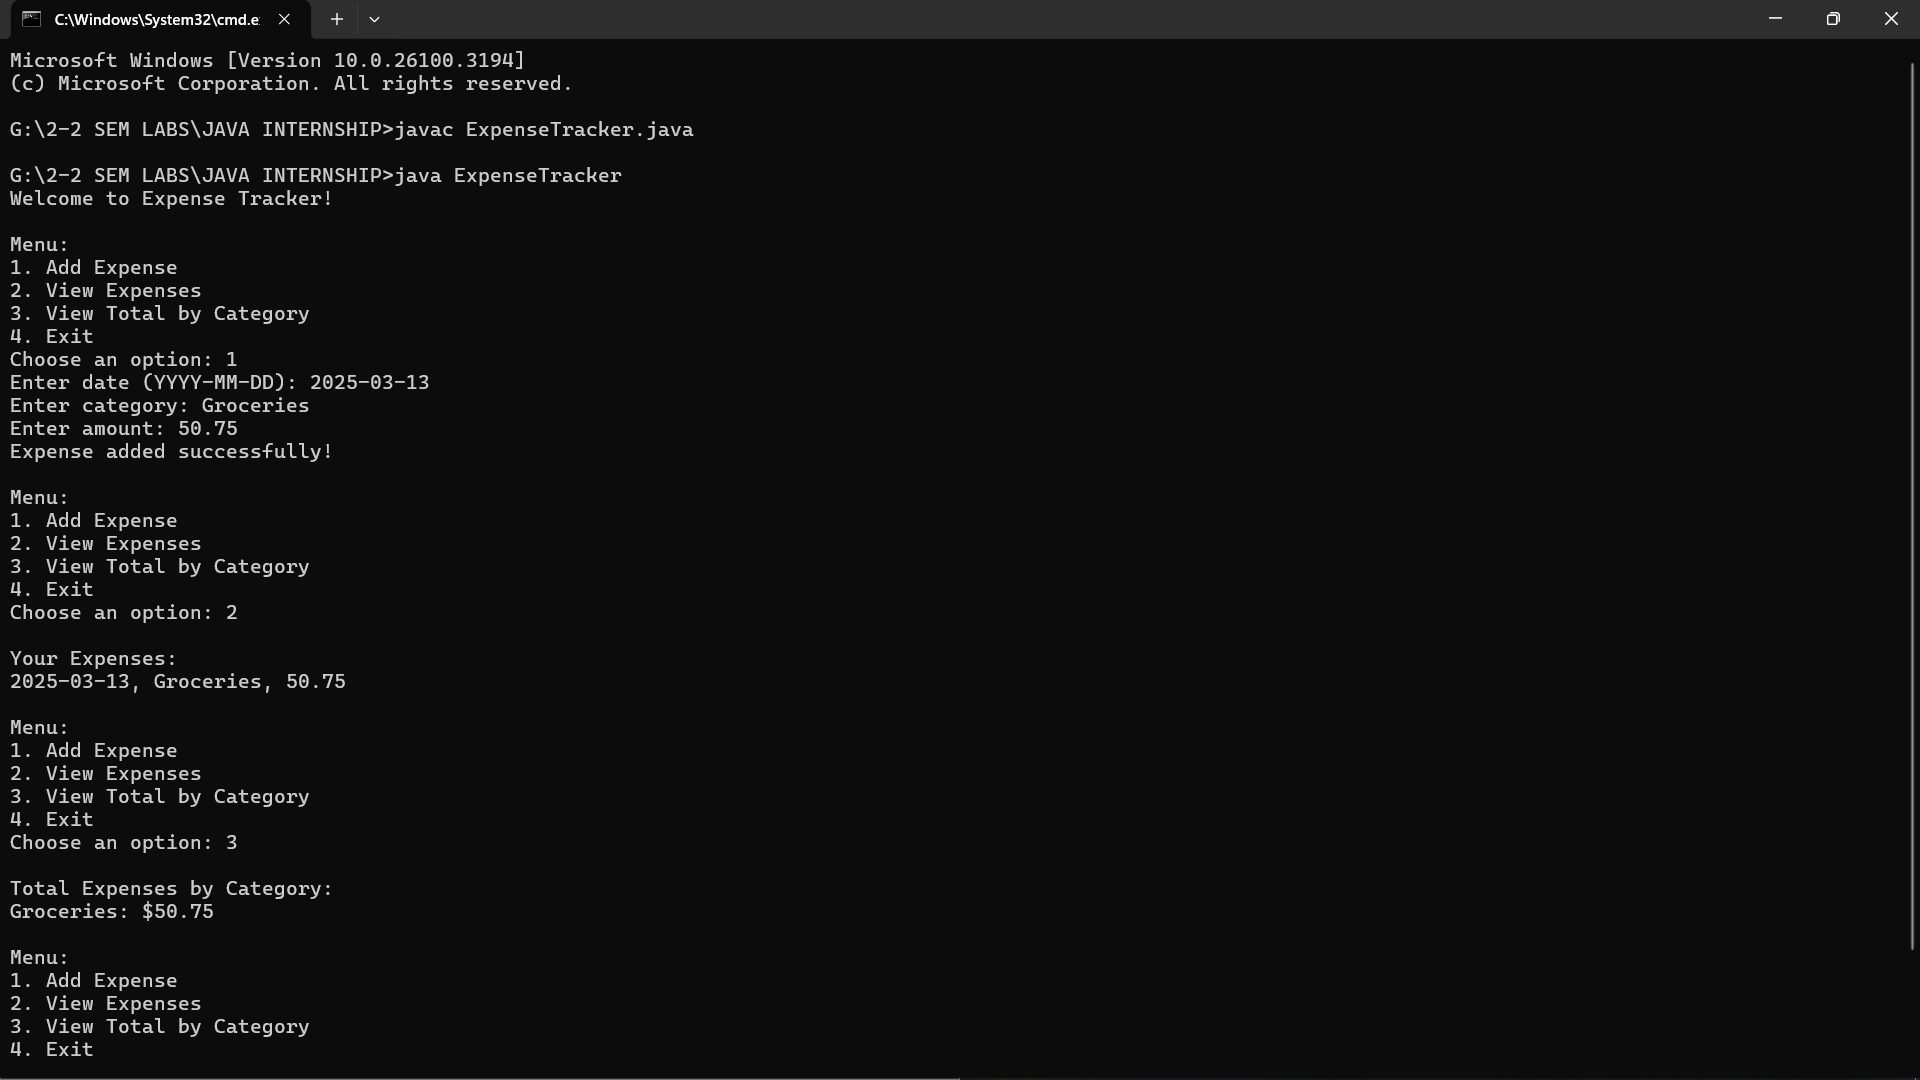 C:\Windows\System32\cmd.e
Microsoft Windows [Version 10.0.26100.3194]
(c) Microsoft Corporation. All rights reserved.
G:\2-2 SEM LABS\JAVA INTERNSHIP>javac ExpenseTracker.java
G:\2-2 SEM LABS\JAVA INTERNSHIP>java ExpenseTracker
Welcome to Expense Tracker!
Menu:
1. Add Expense
2. View Expenses
3. View Total by Category
4. Exit
Choose an option: 1
Enter date (YYYY-MM-DD): 2025-03-13
Enter category: Groceries
Enter amount: 50.75
Expense added successfully!
Menu:
1. Add Expense
2. View Expenses
3. View Total by Category
4. Exit
Choose an option: 2
Your Expenses:
2025-03-13, Groceries, 50.75
Menu:
1. Add Expense
2. View Expenses
3. View Total by Category
4. Exit
Choose an option: 3
Total Expenses by Category:
Groceries: $50.75
Menu:
1. Add Expense
2. View Expenses
3. View Total by Category
4. Exit